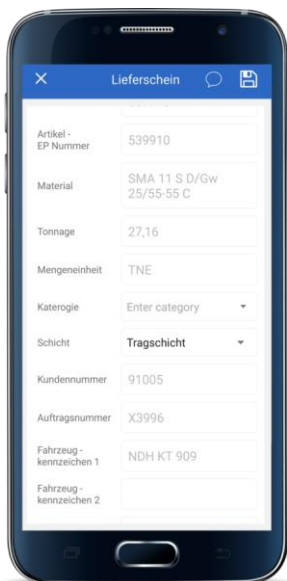 Lieferschein
Artikel -
EP Nummer
539910
Material
SMA 11 S D/Gw
25/55-55 C
Tonnage
27,16
Mengeneinheit
TNE
Katerogie
Enter category
Schicht
Tragschicht
Kundennummer
91005
Auftragsnummer
X3996
Fahrzeug -
kennzeichen 1
NDH KT 909
Fahrzeug -
kennzeichen 2